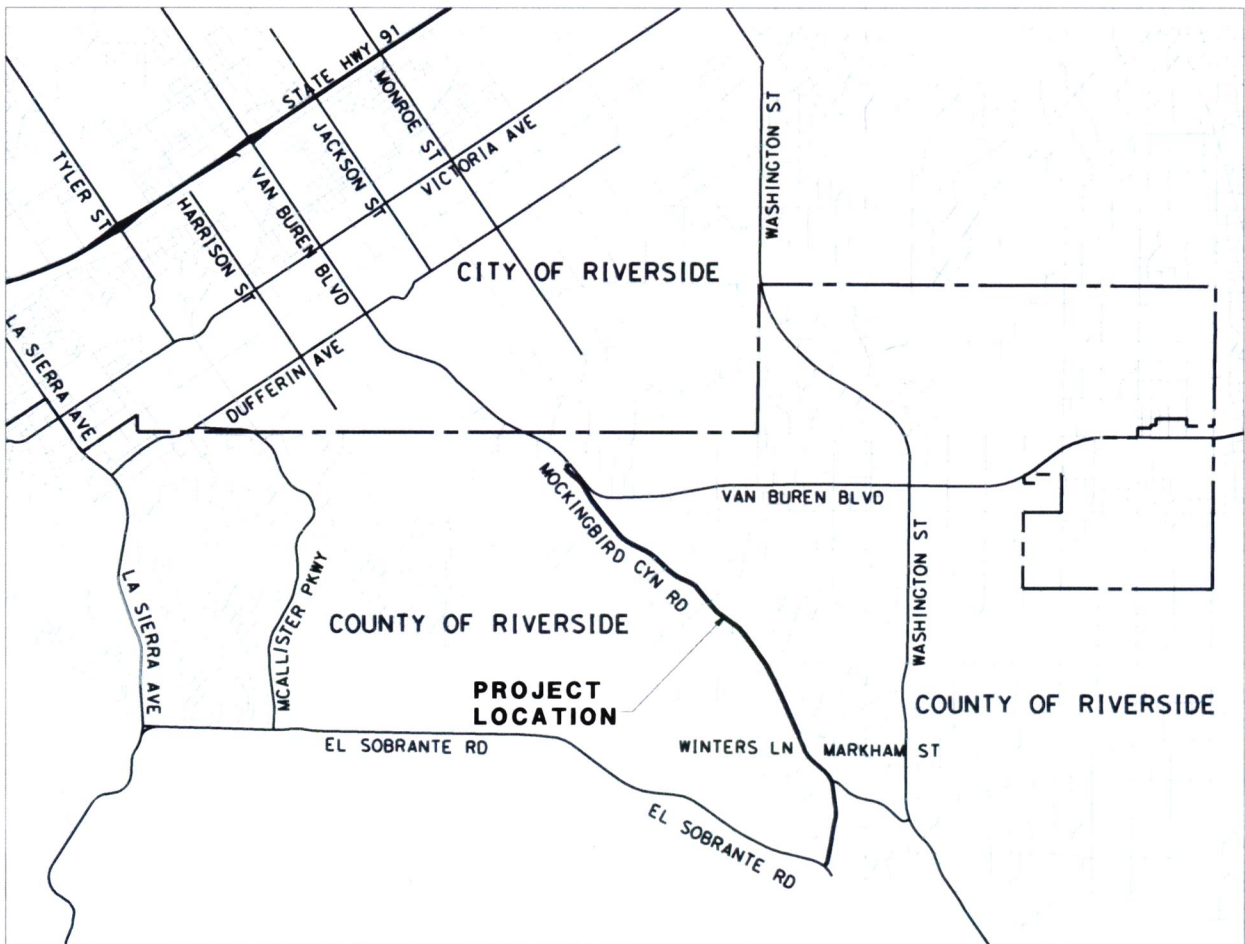 STATE HWY 91
MONROE ST
JACKSON ST
VICTORIA AVE
TYLER ST
VAN BUREN BLVD
HARRISON ST
WASHINGTON ST
CITY OF RIVERSIDE
LA SIERRA AVE
DUFFERIN AVE
MOCKINGBIRD CYN RD
VAN BUREN BLVD
LA SIERRA AVE
MCALLISTER PKWY
WASHINGTON ST
COUNTY OF RIVERSIDE
PROJECT
LOCATION
COUNTY OF RIVERSIDE
EL SOBRANTE RD
WINTERS LN
MARKHAM ST
EL SOBRANTE RD